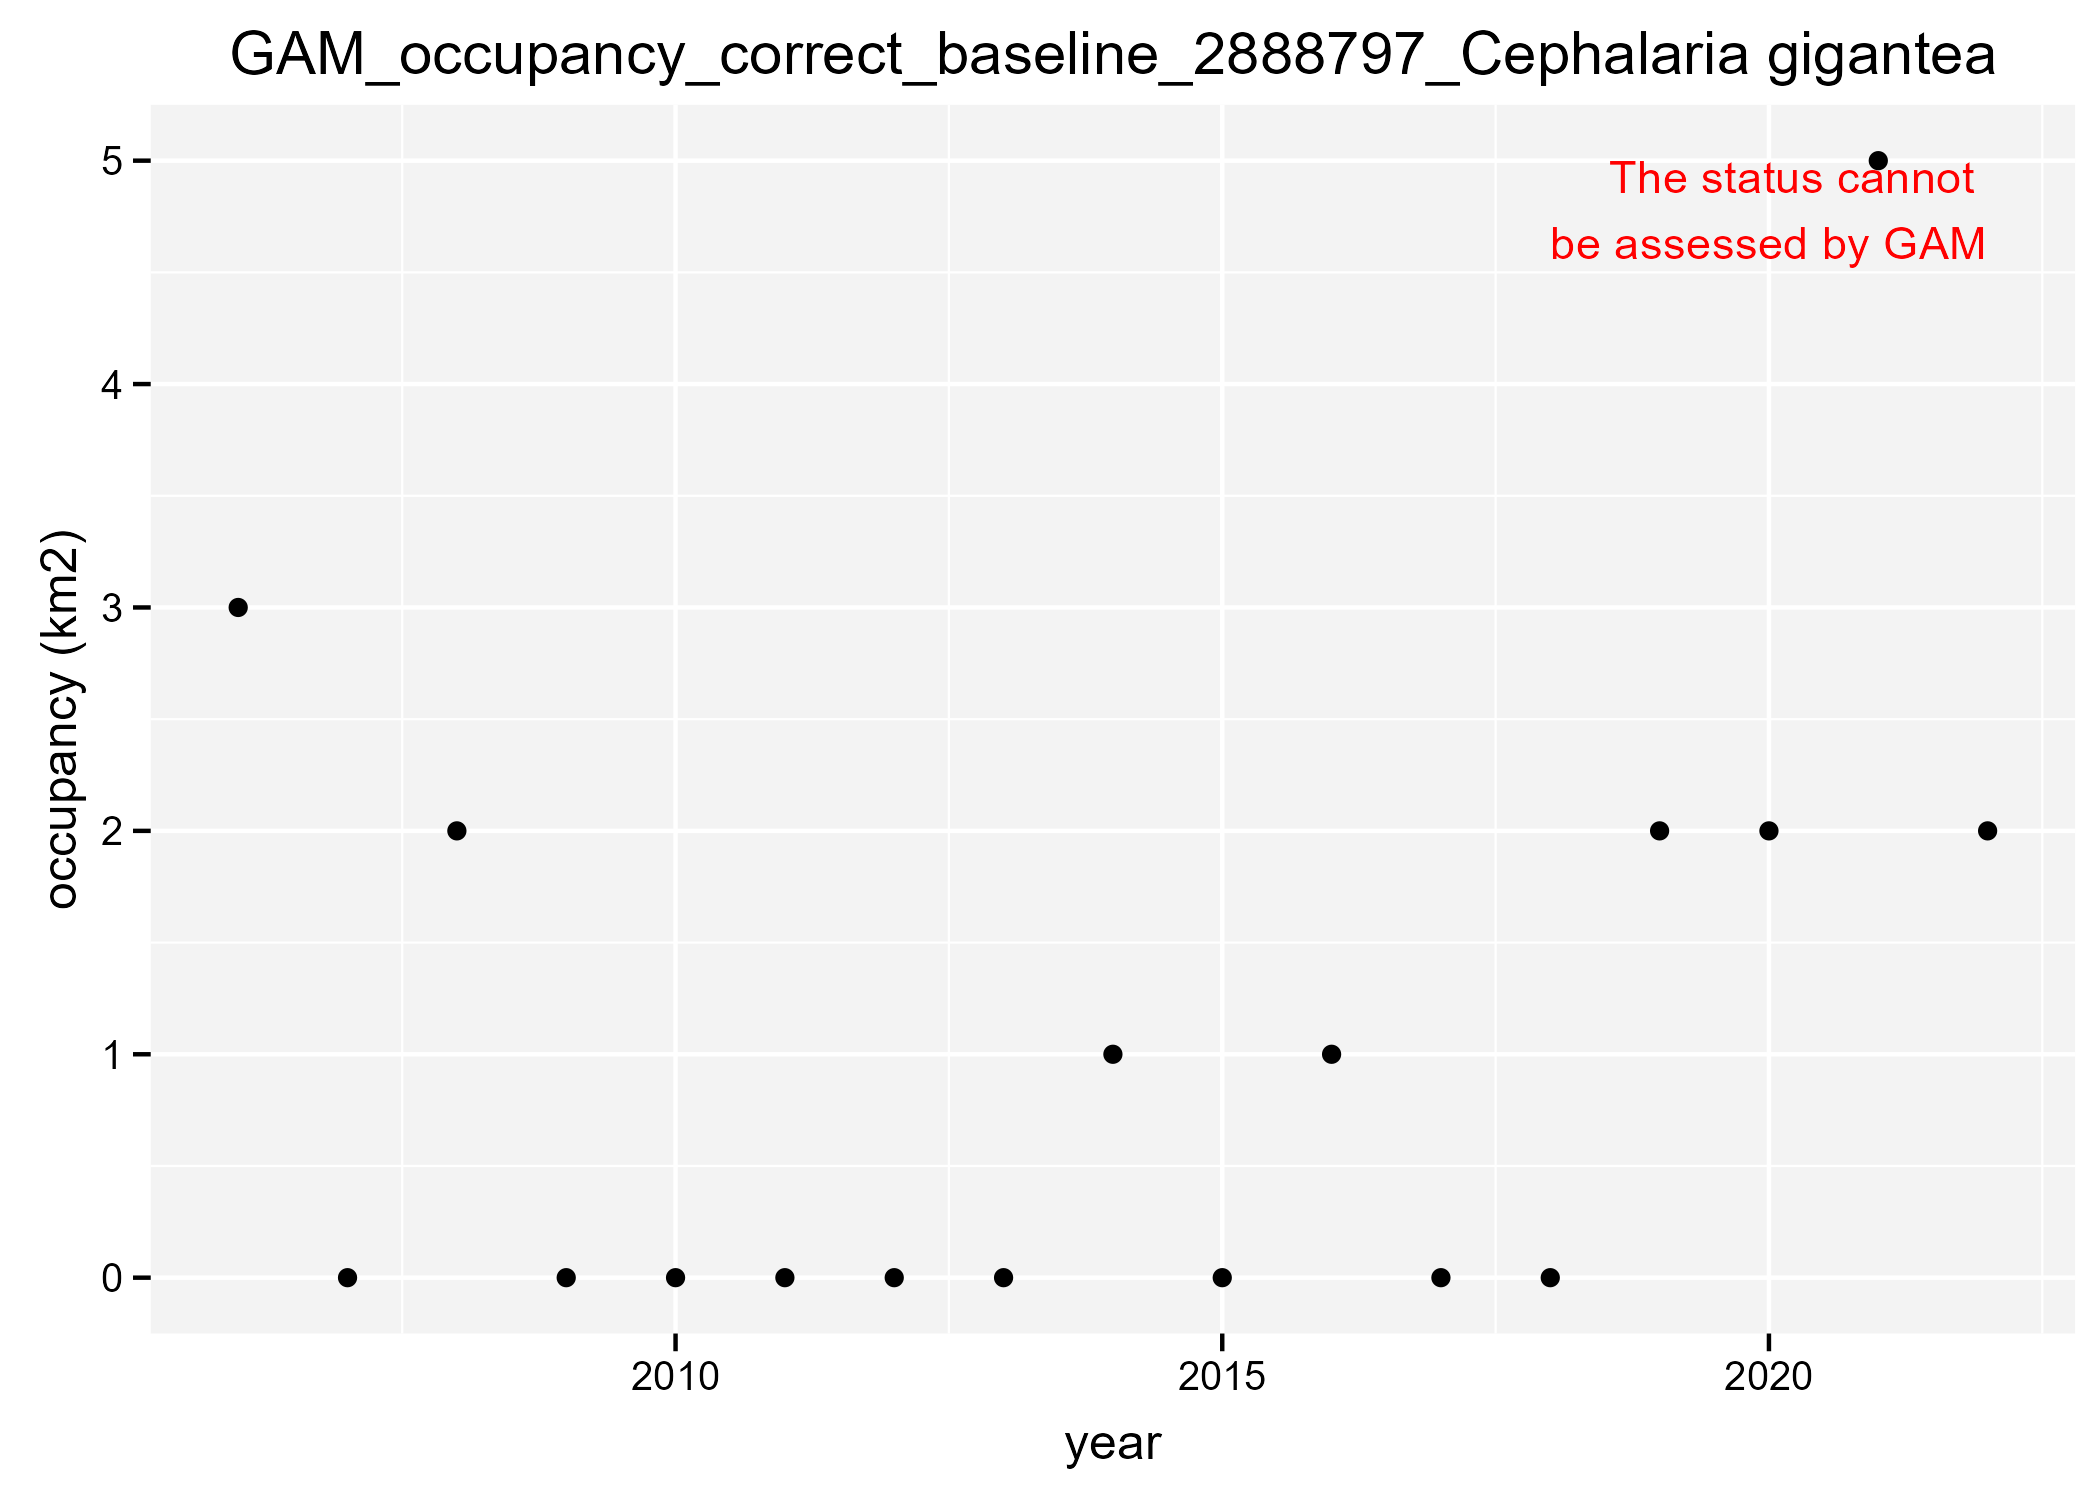 GAM_occupancy_correct_baseline_2888797_Cephalaria gigantea
The status cannot
be assessed by GAM
occupancy (km2)
5
4
3
2
1
0
2010 2015 2020
year